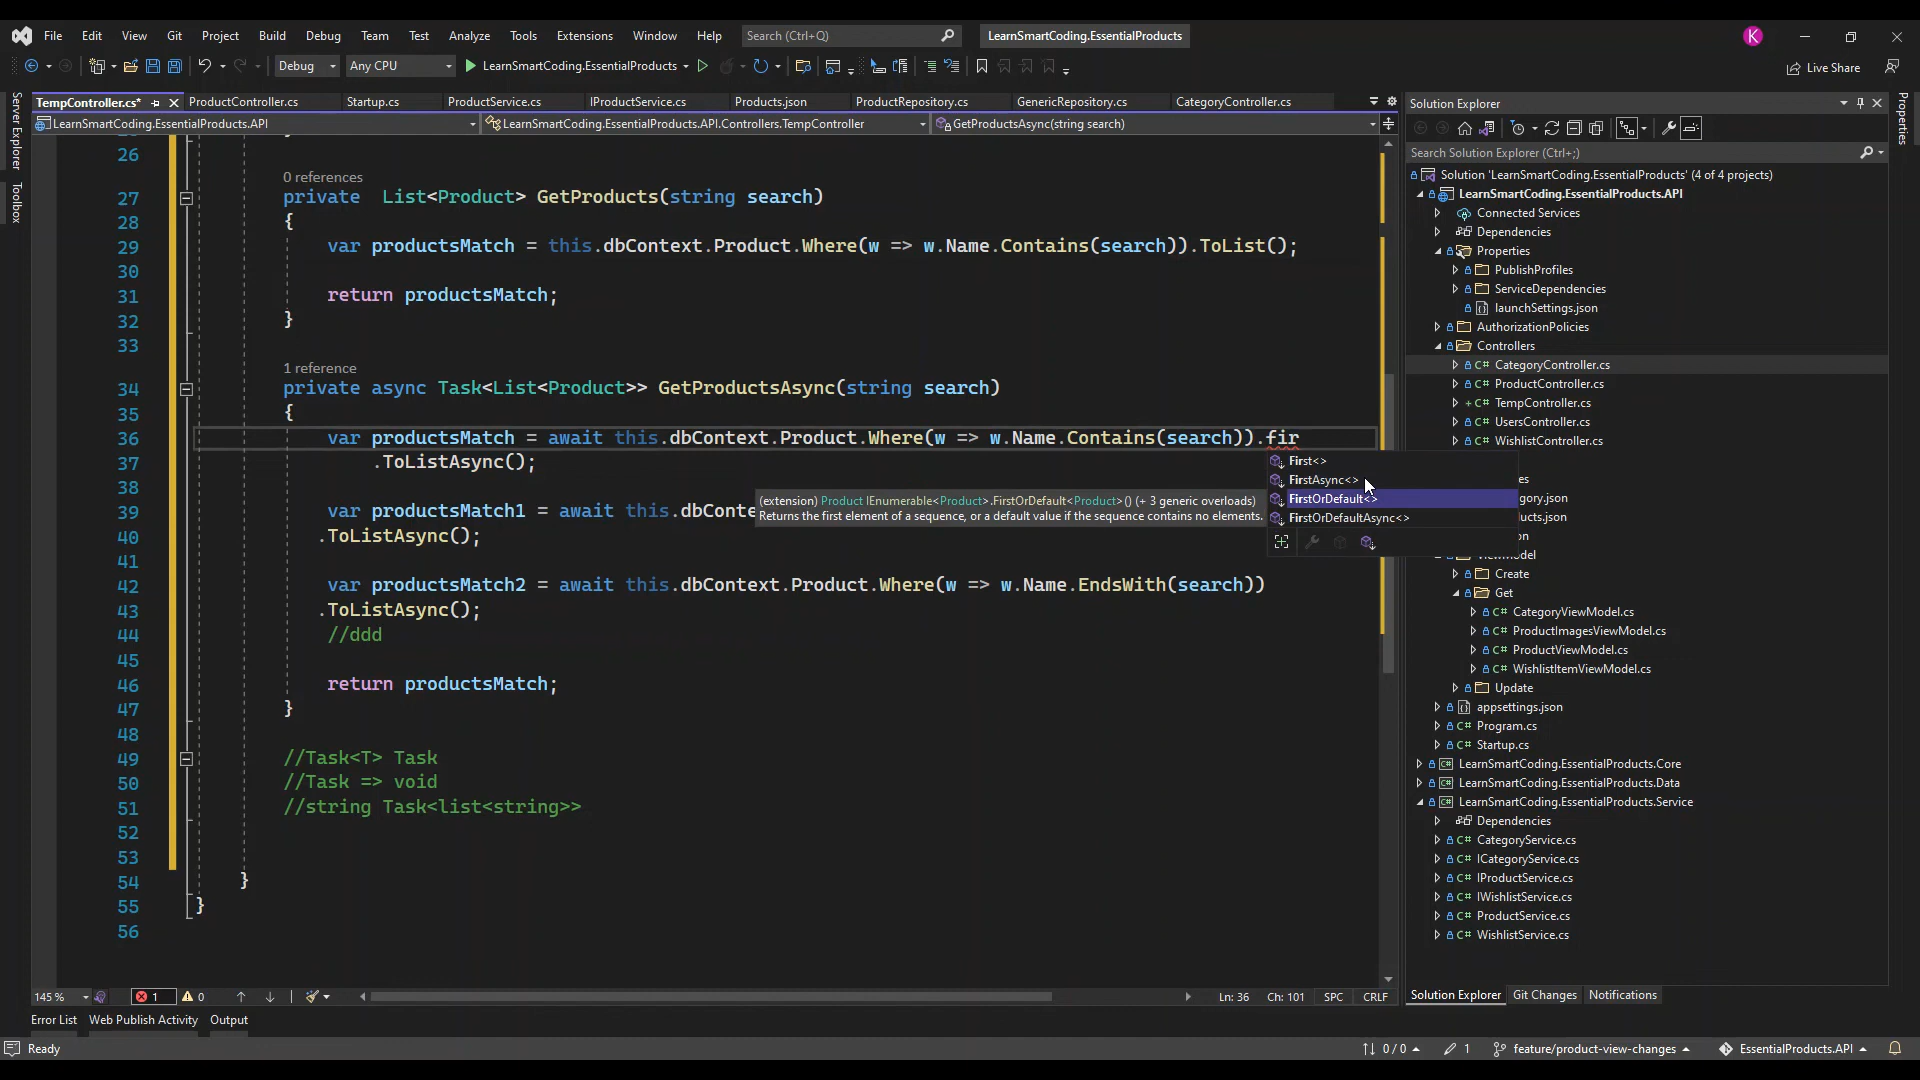 File Edit View Git Project Build Debug Team Test Analyze Tools Extensions Window Help Search (Ctrl+Q) LearnSmartCoding.EssentialProducts K
Debug Any CPU LearnSmartCoding.EssentialProducts Live Share
TempController.cs* ProductController.cs Startup.cs ProductService.cs IProductService.cs Products.json ProductRepository.cs GenericRepository.cs CategoryController.cs
LearnSmartCoding.EssentialProducts.API LearnSmartCoding.EssentialProducts.API.Controllers.TempController GetProductsAsync(string search)
Server Explorer
Toolbox
26
0 references
27 private List<Product> GetProducts(string search)
28 {
29 var productsMatch = this.dbContext.Product.Where(w => w.Name.Contains(search)).ToList();
30
31 return productsMatch;
32 }
33
1 reference
34 private async Task<List<Product>> GetProductsAsync(string search)
35 {
36 var productsMatch = await this.dbContext.Product.Where(w => w.Name.Contains(search)).fir
37 .ToListAsync();
38
39 var productsMatch1 = await this.dbConte
40 .ToListAsync();
41
42 var productsMatch2 = await this.dbContext.Product.Where(w => w.Name.EndsWith(search))
43 .ToListAsync();
44 //ddd
45
46 return productsMatch;
47 }
48
49 //Task<T> Task
50 //Task => void
51 //string Task<list<string>>
52
53
54 }
55 }
56
First<>
FirstAsync<>
FirstOrDefault<>
FirstOrDefaultAsync<>
(extension) Product IEnumerable<Product>.FirstOrDefault<Product>() (+ 3 generic overloads)
Returns the first element of a sequence, or a default value if the sequence contains no elements.
145 % 1 0 Ln: 36 Ch: 101 SPC CRLF
Error List Web Publish Activity Output
Ready 0 / 0 1 feature/product-view-changes EssentialProducts.API
Solution Explorer
Search Solution Explorer (Ctrl+;)
Solution 'LearnSmartCoding.EssentialProducts' (4 of 4 projects)
LearnSmartCoding.EssentialProducts.API
Connected Services
Dependencies
Properties
PublishProfiles
ServiceDependencies
launchSettings.json
AuthorizationPolicies
Controllers
CategoryController.cs
ProductController.cs
TempController.cs
UsersController.cs
WishlistController.cs
es
gory.json
ucts.json
on
ViewModel
Create
Get
CategoryViewModel.cs
ProductImagesViewModel.cs
ProductViewModel.cs
WishlistItemViewModel.cs
Update
appsettings.json
Program.cs
Startup.cs
LearnSmartCoding.EssentialProducts.Core
LearnSmartCoding.EssentialProducts.Data
LearnSmartCoding.EssentialProducts.Service
Dependencies
CategoryService.cs
ICategoryService.cs
IProductService.cs
IWishlistService.cs
ProductService.cs
WishlistService.cs
Solution Explorer Git Changes Notifications
Properties